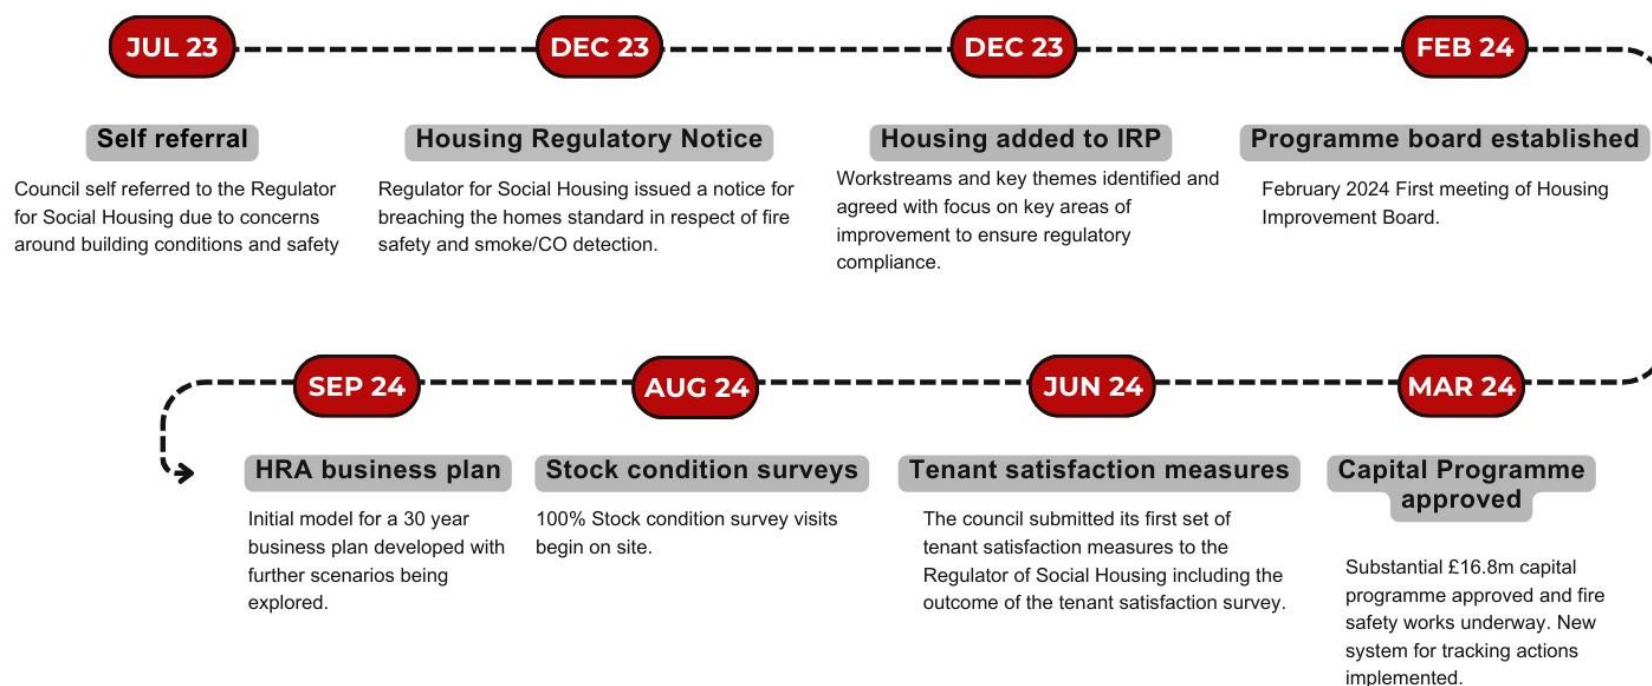 JUL 23
DEC 23
DEC 23
FEB 24
Self referral
Council self referred to the Regulator
for Social Housing due to concerns
around building conditions and safety
Housing Regulatory Notice
Regulator for Social Housing issued a notice for
breaching the homes standard in respect of fire
safety and smoke/CO detection.
Housing added to IRP
Workstreams and key themes identified and
agreed with focus on key areas of
improvement to ensure regulatory
compliance.
Programme board established
February 2024 First meeting of Housing
Improvement Board.
MAR 24
JUN 24
AUG 24
SEP 24
Capital Programme
approved
Substantial £16.8m capital
programme approved and fire
safety works underway. New
system for tracking actions
implemented.
Tenant satisfaction measures
The council submitted its first set of
tenant satisfaction measures to the
Regulator of Social Housing including the
outcome of the tenant satisfaction survey.
Stock condition surveys
100% Stock condition survey visits
begin on site.
HRA business plan
Initial model for a 30 year
business plan developed with
further scenarios being
explored.